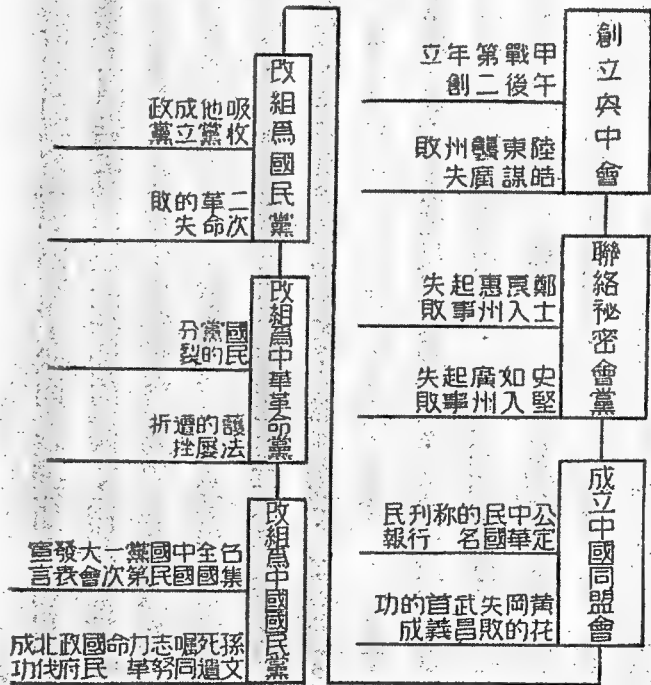 創立興中會
甲午戰後第二年創立
陸皓東謀襲廣州失敗
聯絡祕密會黨
鄭士良入惠州起事失敗
史堅如入廣州起事失敗
成立中國同盟會
公定中華民國的名称刊行民報
黃花岡的失敗武昌首義的成功
改組爲國民黨
吸收他黨成立政黨
二次革命的失敗
改組爲中華革命黨
國民黨的分裂
護法的屢遭挫折
改組爲中國國民黨
召集全國中國國民黨第一次大會發表宣言
孫文死遺囑同志努力革命國民政府北伐成功